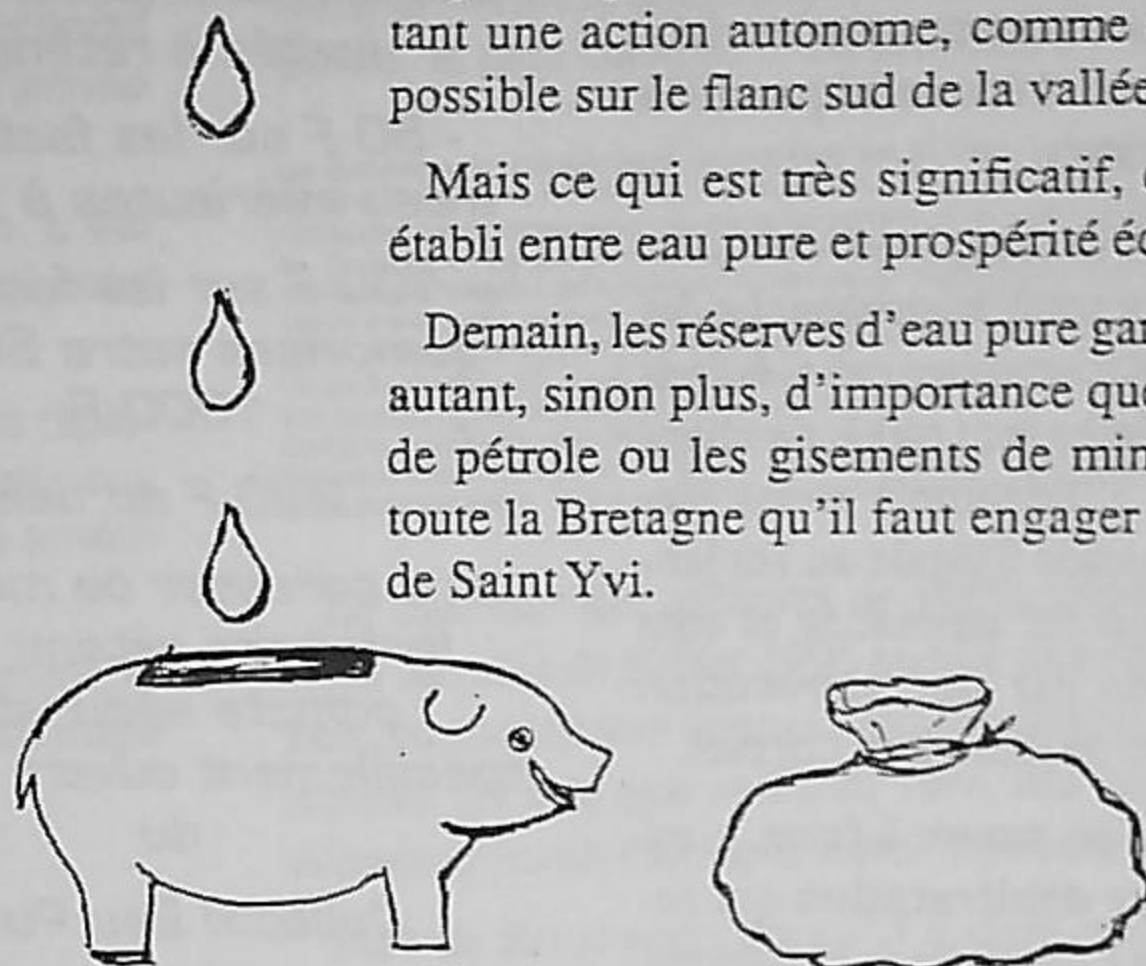 tant une action autonome, comme
possible sur le flanc sud de la vallée
Mais ce qui est très significatif,
établi entre eau pure et prospérité
Demain, les réserves d'eau pure
autant, sinon plus, d'importance que
de pétrole ou les gisements de
toute la Bretagne qu'il faut engager
de Saint Yvi.